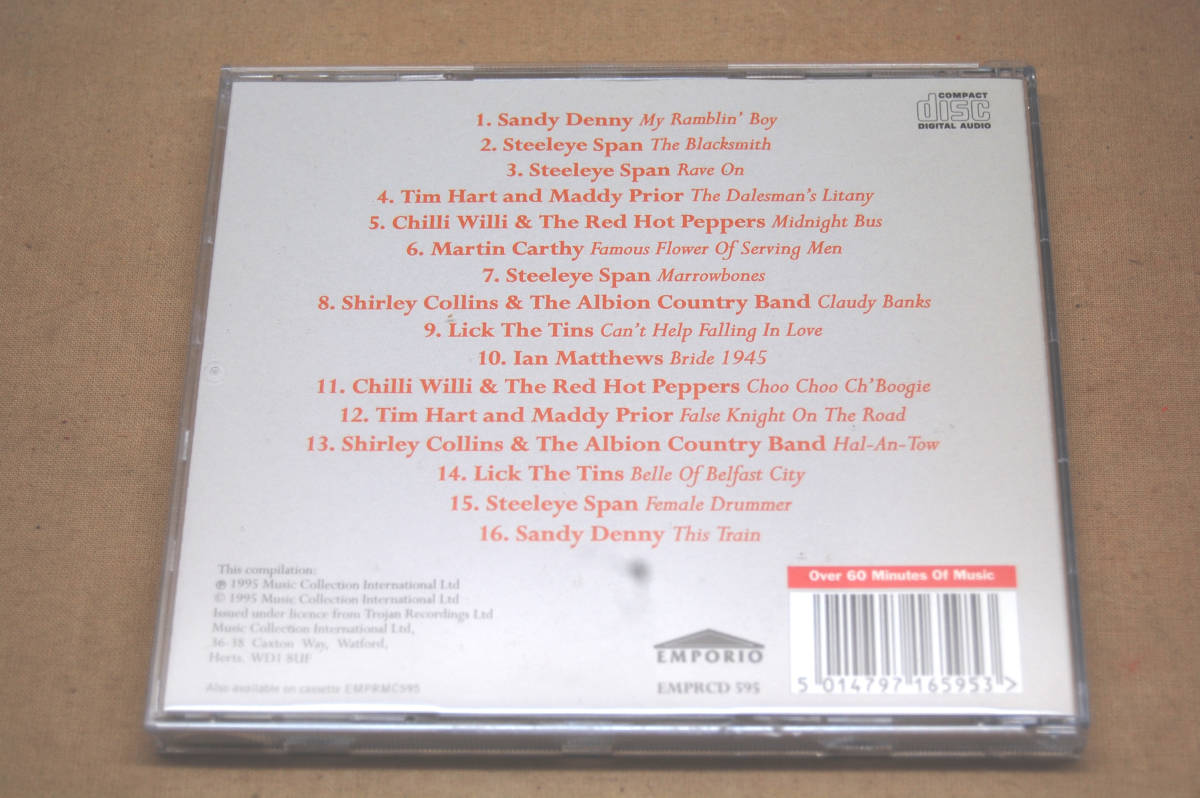 COMPACT
disc
DIGITAL AUDIO
1. Sandy Denny My Ramblin' Boy
2. Steeleye Span The Blacksmith
3. Steeleye Span Rave On
4. Tim Hart and Maddy Prior The Dalesman's Litany
5. Chilli Willi & The Red Hot Peppers Midnight Bus
6. Martin Carthy Famous Flower Of Serving Men
7. Steeleye Span Marrowbones
8. Shirley Collins & The Albion Country Band Claudy Banks
9. Lick The Tins Can't Help Falling In Love
10. Ian Matthews Bride 1945
11. Chilli Willi & The Red Hot Peppers Choo Choo Ch'Boogie
12. Tim Hart and Maddy Prior False Knight On The Road
13. Shirley Collins & The Albion Country Band Hal-An-Tow
14. Lick The Tins Belle Of Belfast City
15. Steeleye Span Female Drummer
16. Sandy Denny This Train
This compilation:
℗ 1995 Music Collection International Ltd
© 1995 Music Collection International Ltd
Issued under licence from Trojan Recordings Ltd
Music Collection International Ltd,
36-38 Caxton Way, Watford,
Herts. WD1 8UF
Also available on cassette EMPRMC595
EMPORIO
EMPRCD 595
Over 60 Minutes Of Music
5 014797 165953 >